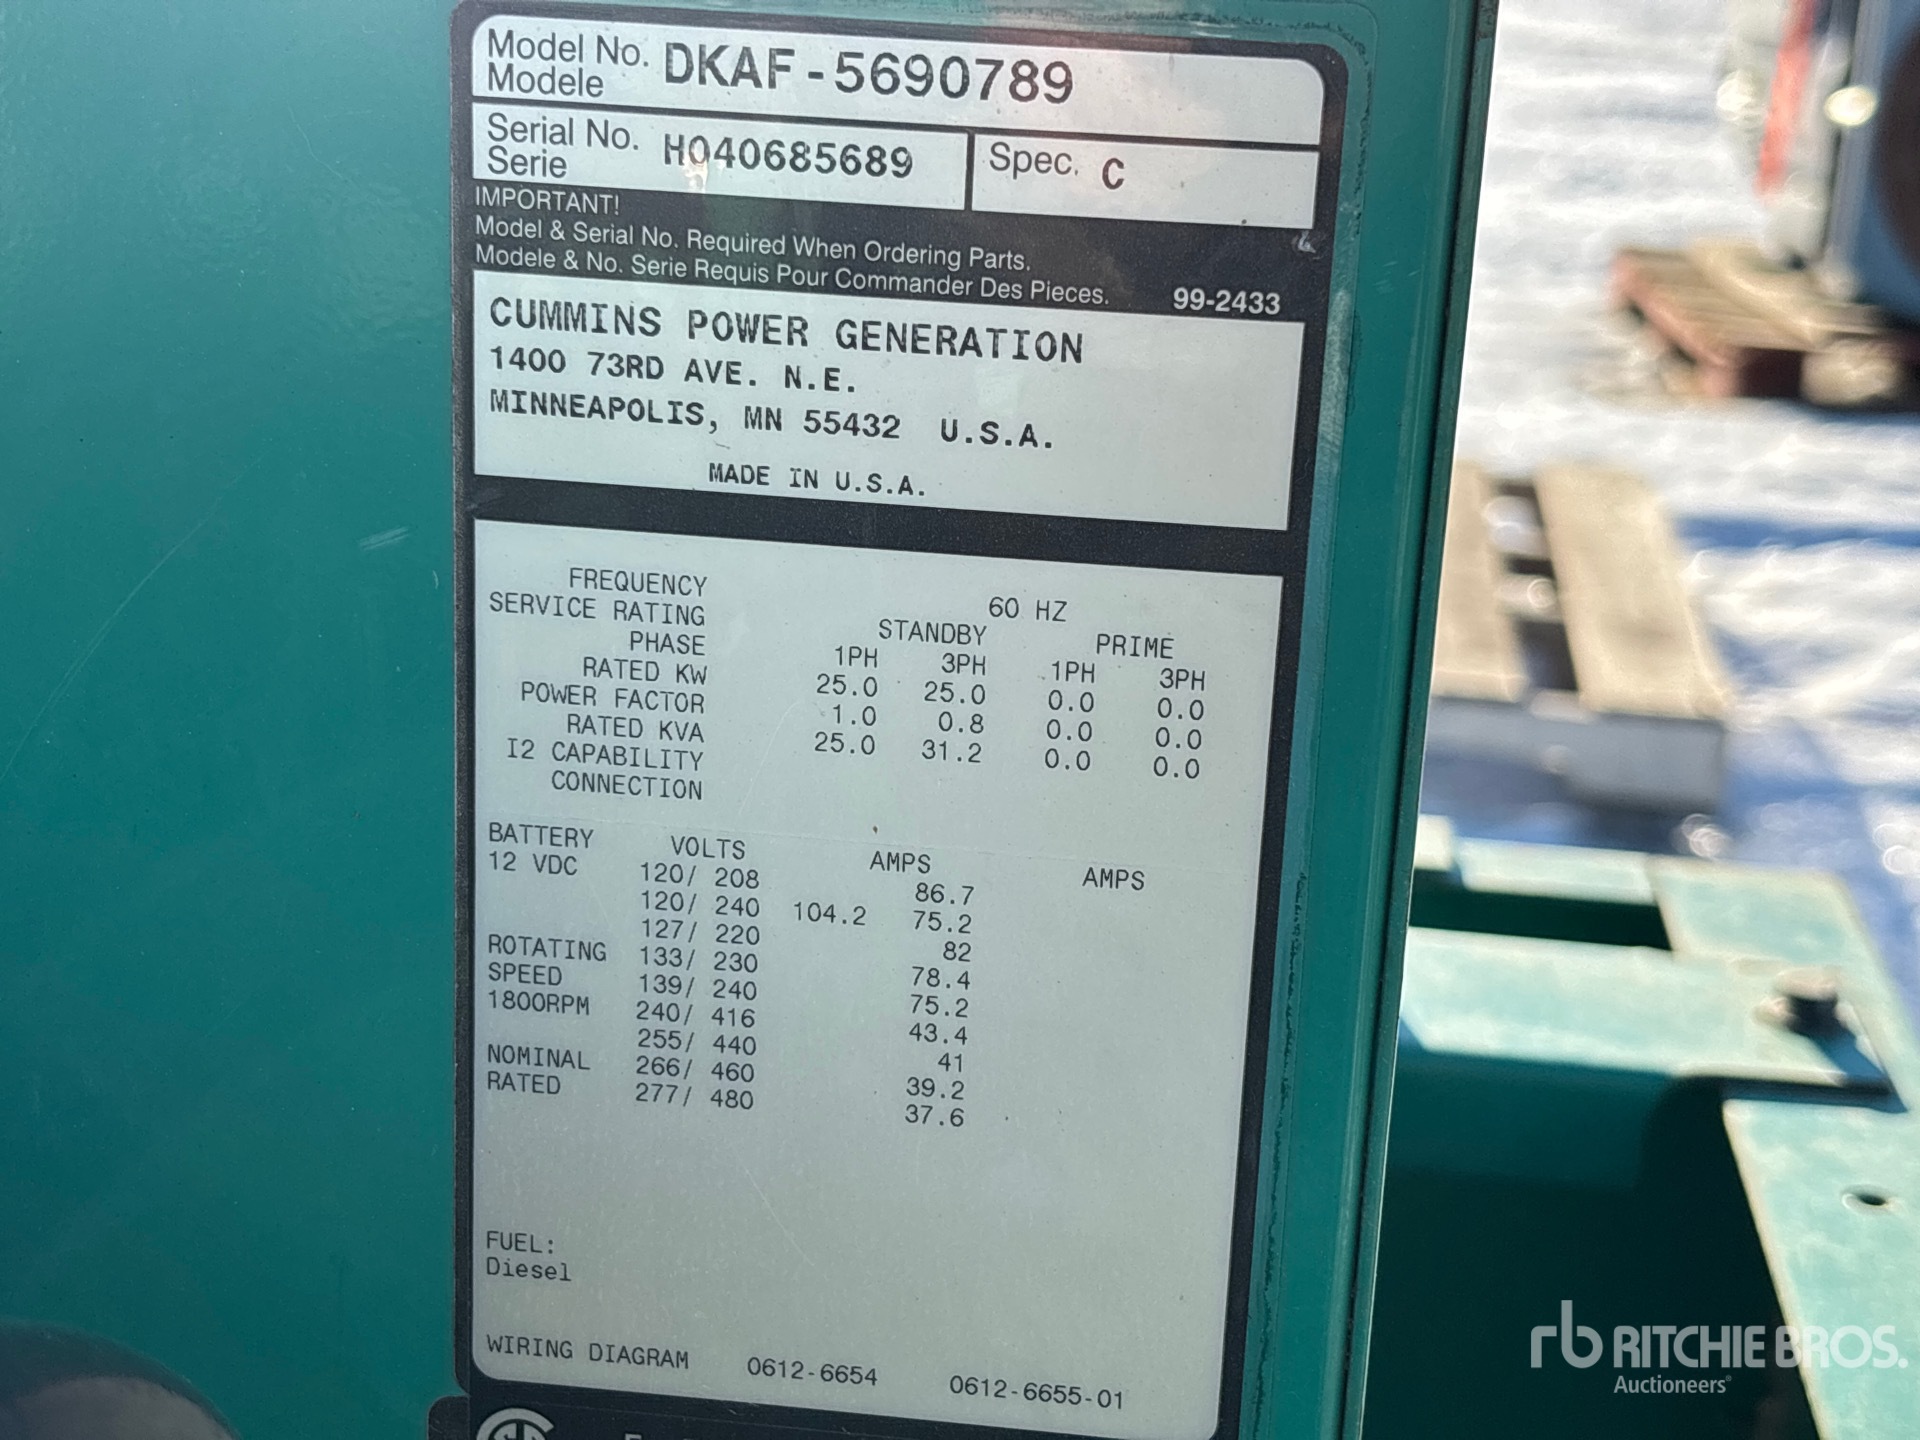 Model No. DKAF-5690789
Modele
Serial No. H040685689
Serie
Spec. C
IMPORTANT!
Model & Serial No. Required When Ordering Parts.
Modele & No. Serie Requis Pour Commander Des Pieces. 99-2433
CUMMINS POWER GENERATION
1400 73RD AVE. N.E.
MINNEAPOLIS, MN 55432 U.S.A.
MADE IN U.S.A.
FREQUENCY 60 HZ
SERVICE RATING STANDBY PRIME
PHASE 1PH 3PH 1PH 3PH
RATED KW 25.0 25.0 0.0 0.0
POWER FACTOR 1.0 0.8 0.0 0.0
RATED KVA 25.0 31.2 0.0 0.0
I2 CAPABILITY
CONNECTION
BATTERY VOLTS AMPS AMPS
12 VDC 120/ 208 86.7
120/ 240 104.2 75.2
127/ 220 82
ROTATING 133/ 230 78.4
SPEED 139/ 240 75.2
1800RPM 240/ 416 43.4
255/ 440 41
NOMINAL 266/ 460 39.2
RATED 277/ 480 37.6
FUEL:
Diesel
WIRING DIAGRAM 0612-6654 0612-6655-01
rb RITCHIE BROS.
Auctioneers®